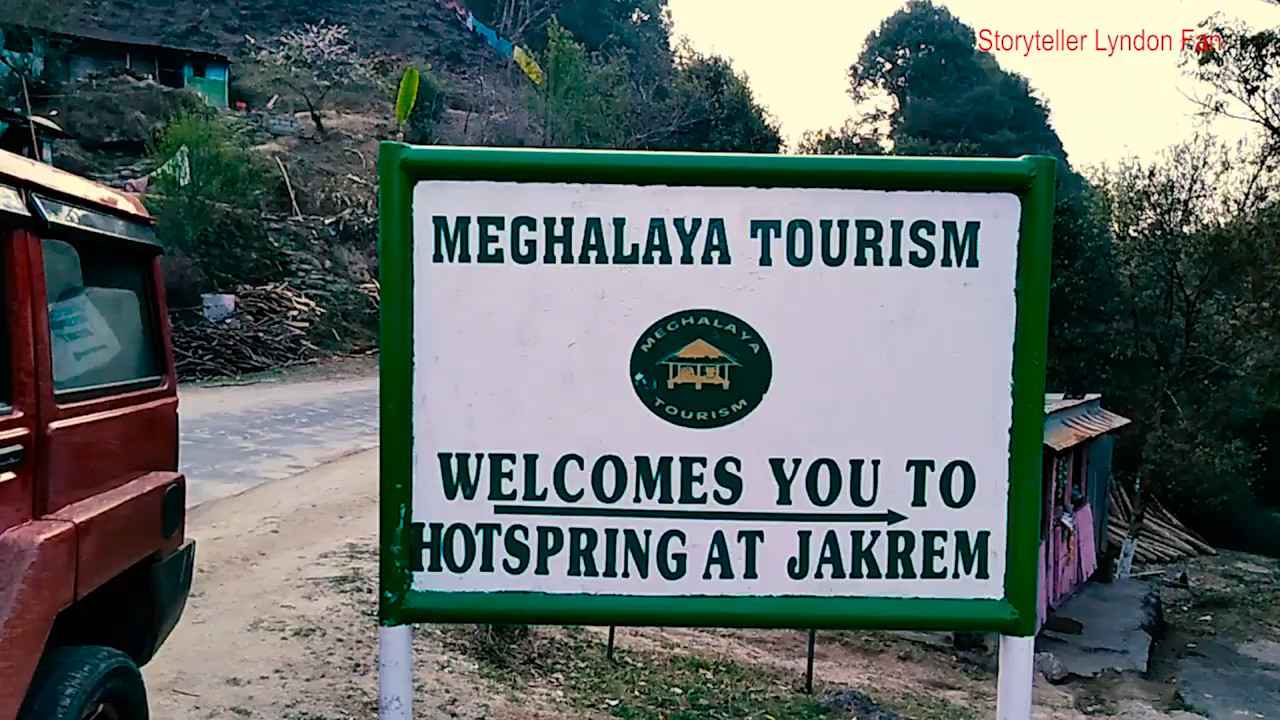 Storyteller Lyndon Fan
MEGHALAYA TOURISM
MEGHALAYA
TOURISM
WELCOMES YOU TO
HOTSPRING AT JAKREM